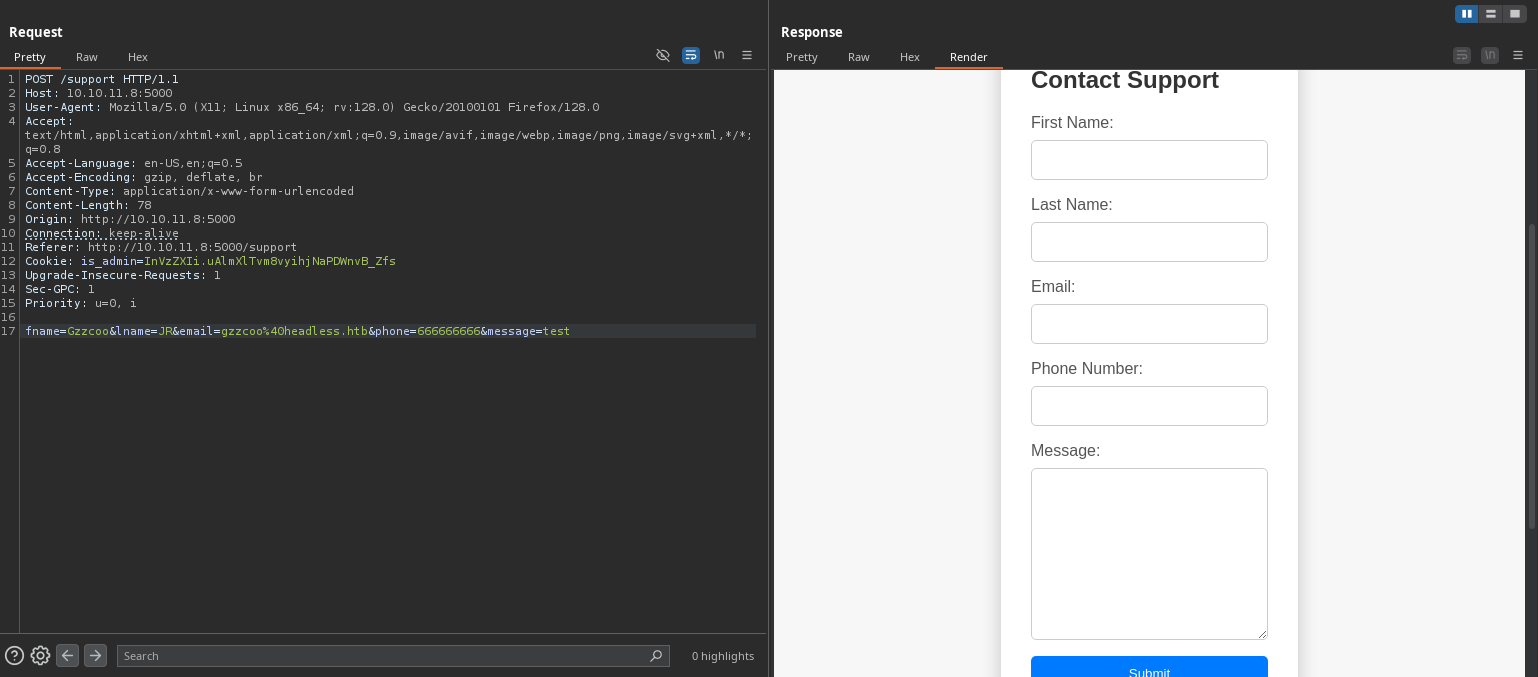 Request
Pretty Raw Hex
\n
1 POST /support HTTP/1.1
2 Host: 10.10.11.8:5000
3 User-Agent: Mozilla/5.0 (X11; Linux x86_64; rv:128.0) Gecko/20100101 Firefox/128.0
4 Accept:
text/html,application/xhtml+xml,application/xml;q=0.9,image/avif,image/webp,image/png,image/svg+xml,*/*;
q=0.8
5 Accept-Language: en-US,en;q=0.5
6 Accept-Encoding: gzip, deflate, br
7 Content-Type: application/x-www-form-urlencoded
8 Content-Length: 78
9 Origin: http://10.10.11.8:5000
10 Connection: keep-alive
11 Referer: http://10.10.11.8:5000/support
12 Cookie: is_admin=InVzZXIi.uAlmXlTvm8vyihjNaPDWnvB_Zfs
13 Upgrade-Insecure-Requests: 1
14 Sec-GPC: 1
15 Priority: u=0, i
16
17 fname=Gzzcoo&lname=JR&email=gzzcoo%40headless.htb&phone=666666666&message=test
Search
0 highlights
Response
Pretty Raw Hex Render
\n
Contact Support
First Name:
Last Name:
Email:
Phone Number:
Message:
Submit